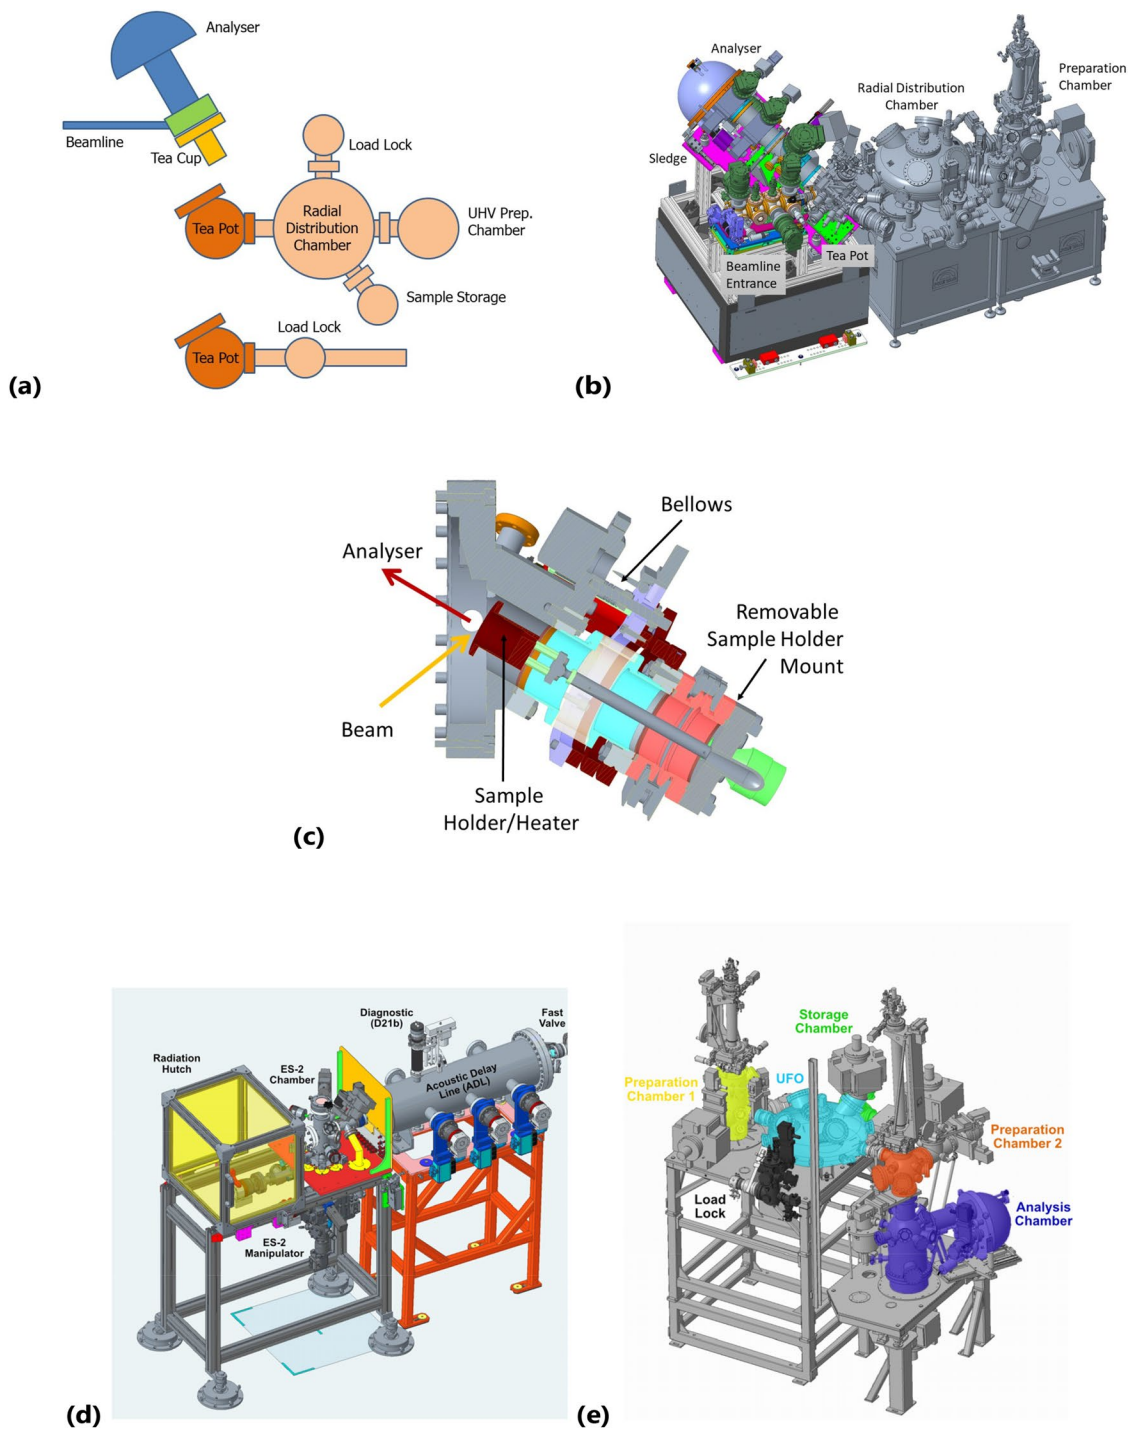 Analyser
Beamline
Tea Cup
Load Lock
Tea Pot
Radial
Distribution
Chamber
UHV Prep.
Chamber
Sample Storage
Load Lock
Tea Pot
(a)
Analyser
Preparation
Chamber
Radial Distribution
Chamber
Sledge
Tea Pot
Beamline
Entrance
(b)
Bellows
Analyser
Removable
Sample Holder
Mount
Beam
Sample
Holder/Heater
(c)
Diagnostic
(D21b)
Fast
Valve
Radiation
Hutch
ES-2
Chamber
Acoustic Delay
Line (ADL)
ES-2
Manipulator
(d)
Storage
Chamber
Preparation
Chamber 1
UFO
Preparation
Chamber 2
Load
Lock
Analysis
Chamber
(e)